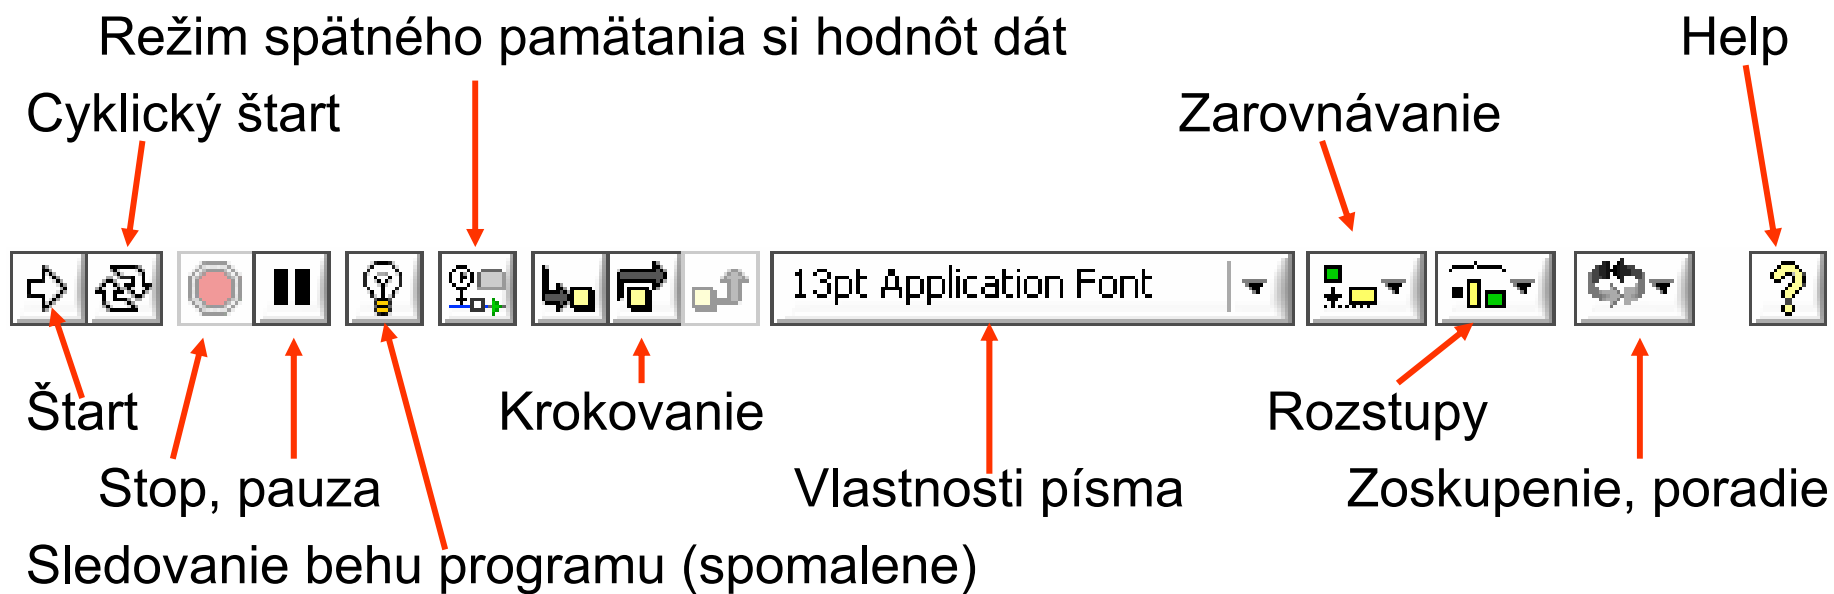 Režim spätného pamätania si hodnôt dát
Help
Cyklický štart
Zarovnávanie
13pt Application Font
Štart
Krokovanie
Rozstupy
Stop, pauza
Vlastnosti písma
Zoskupenie, poradie
Sledovanie behu programu (spomalene)